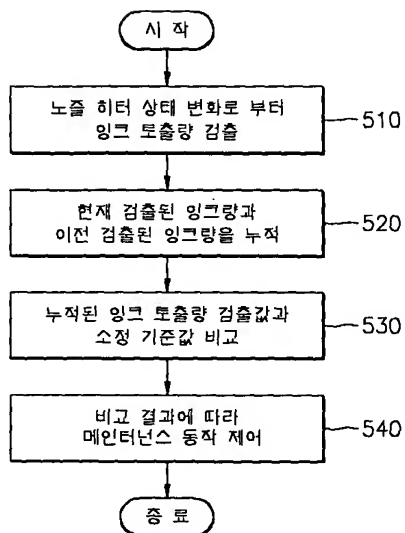 시 작
노즐 히터 상태 변화로 부터
잉크 토출량 검출
510
현재 검출된 잉크량과
이전 검출된 잉크량을 누적
520
누적된 잉크 토출량 검출값과
소정 기준값 비교
530
비교 결과에 따라
메인터넌스 동작 제어
540
종 료